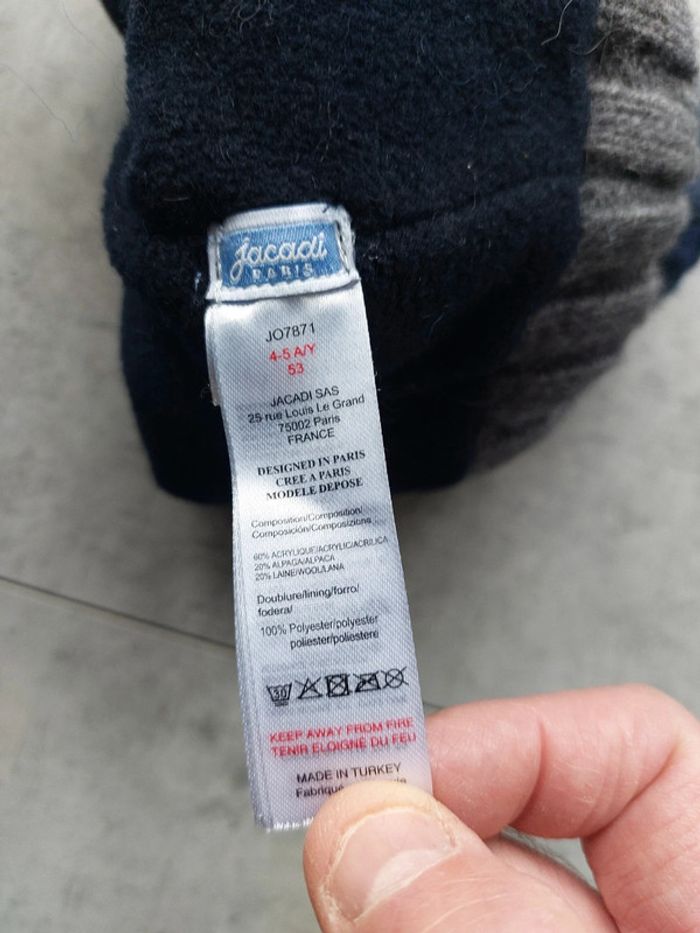 jacadi
PARIS
JO7871
4-5 A/Y
53
JACADI SAS
25 rue Louis Le Grand
75002 Paris
FRANCE
DESIGNED IN PARIS
CREE A PARIS
MODELE DEPOSE
Composition/Composition/
Composición/Composizione
60% ACRYLIQUE/ACRYLIC/ACRILICA
20% ALPAGA/ALPACA
20% LAINE/WOOL/LANA
Doublure/lining/forro/
fodera/
100% Polyester/polyester
poliester/poliestere
30
KEEP AWAY FROM FIRE
TENIR ELOIGNÉ DU FEU
MADE IN TURKEY